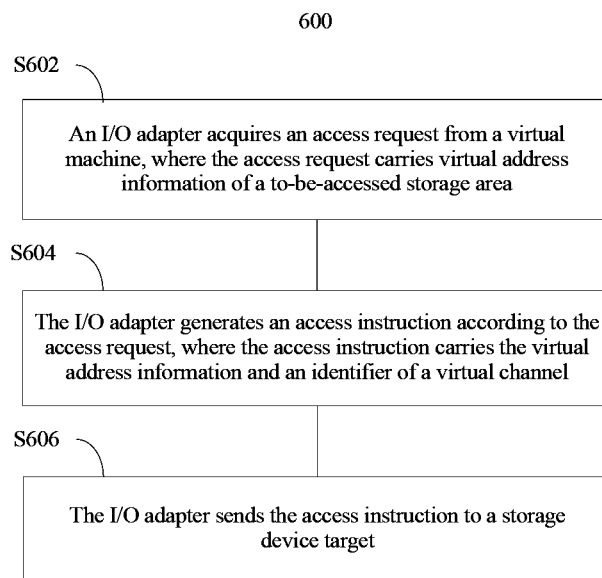 600
S602
An I/O adapter acquires an access request from a virtual
machine, where the access request carries virtual address
information of a to-be-accessed storage area
S604
The I/O adapter generates an access instruction according to the
access request, where the access instruction carries the virtual
address information and an identifier of a virtual channel
S606
The I/O adapter sends the access instruction to a storage
device target